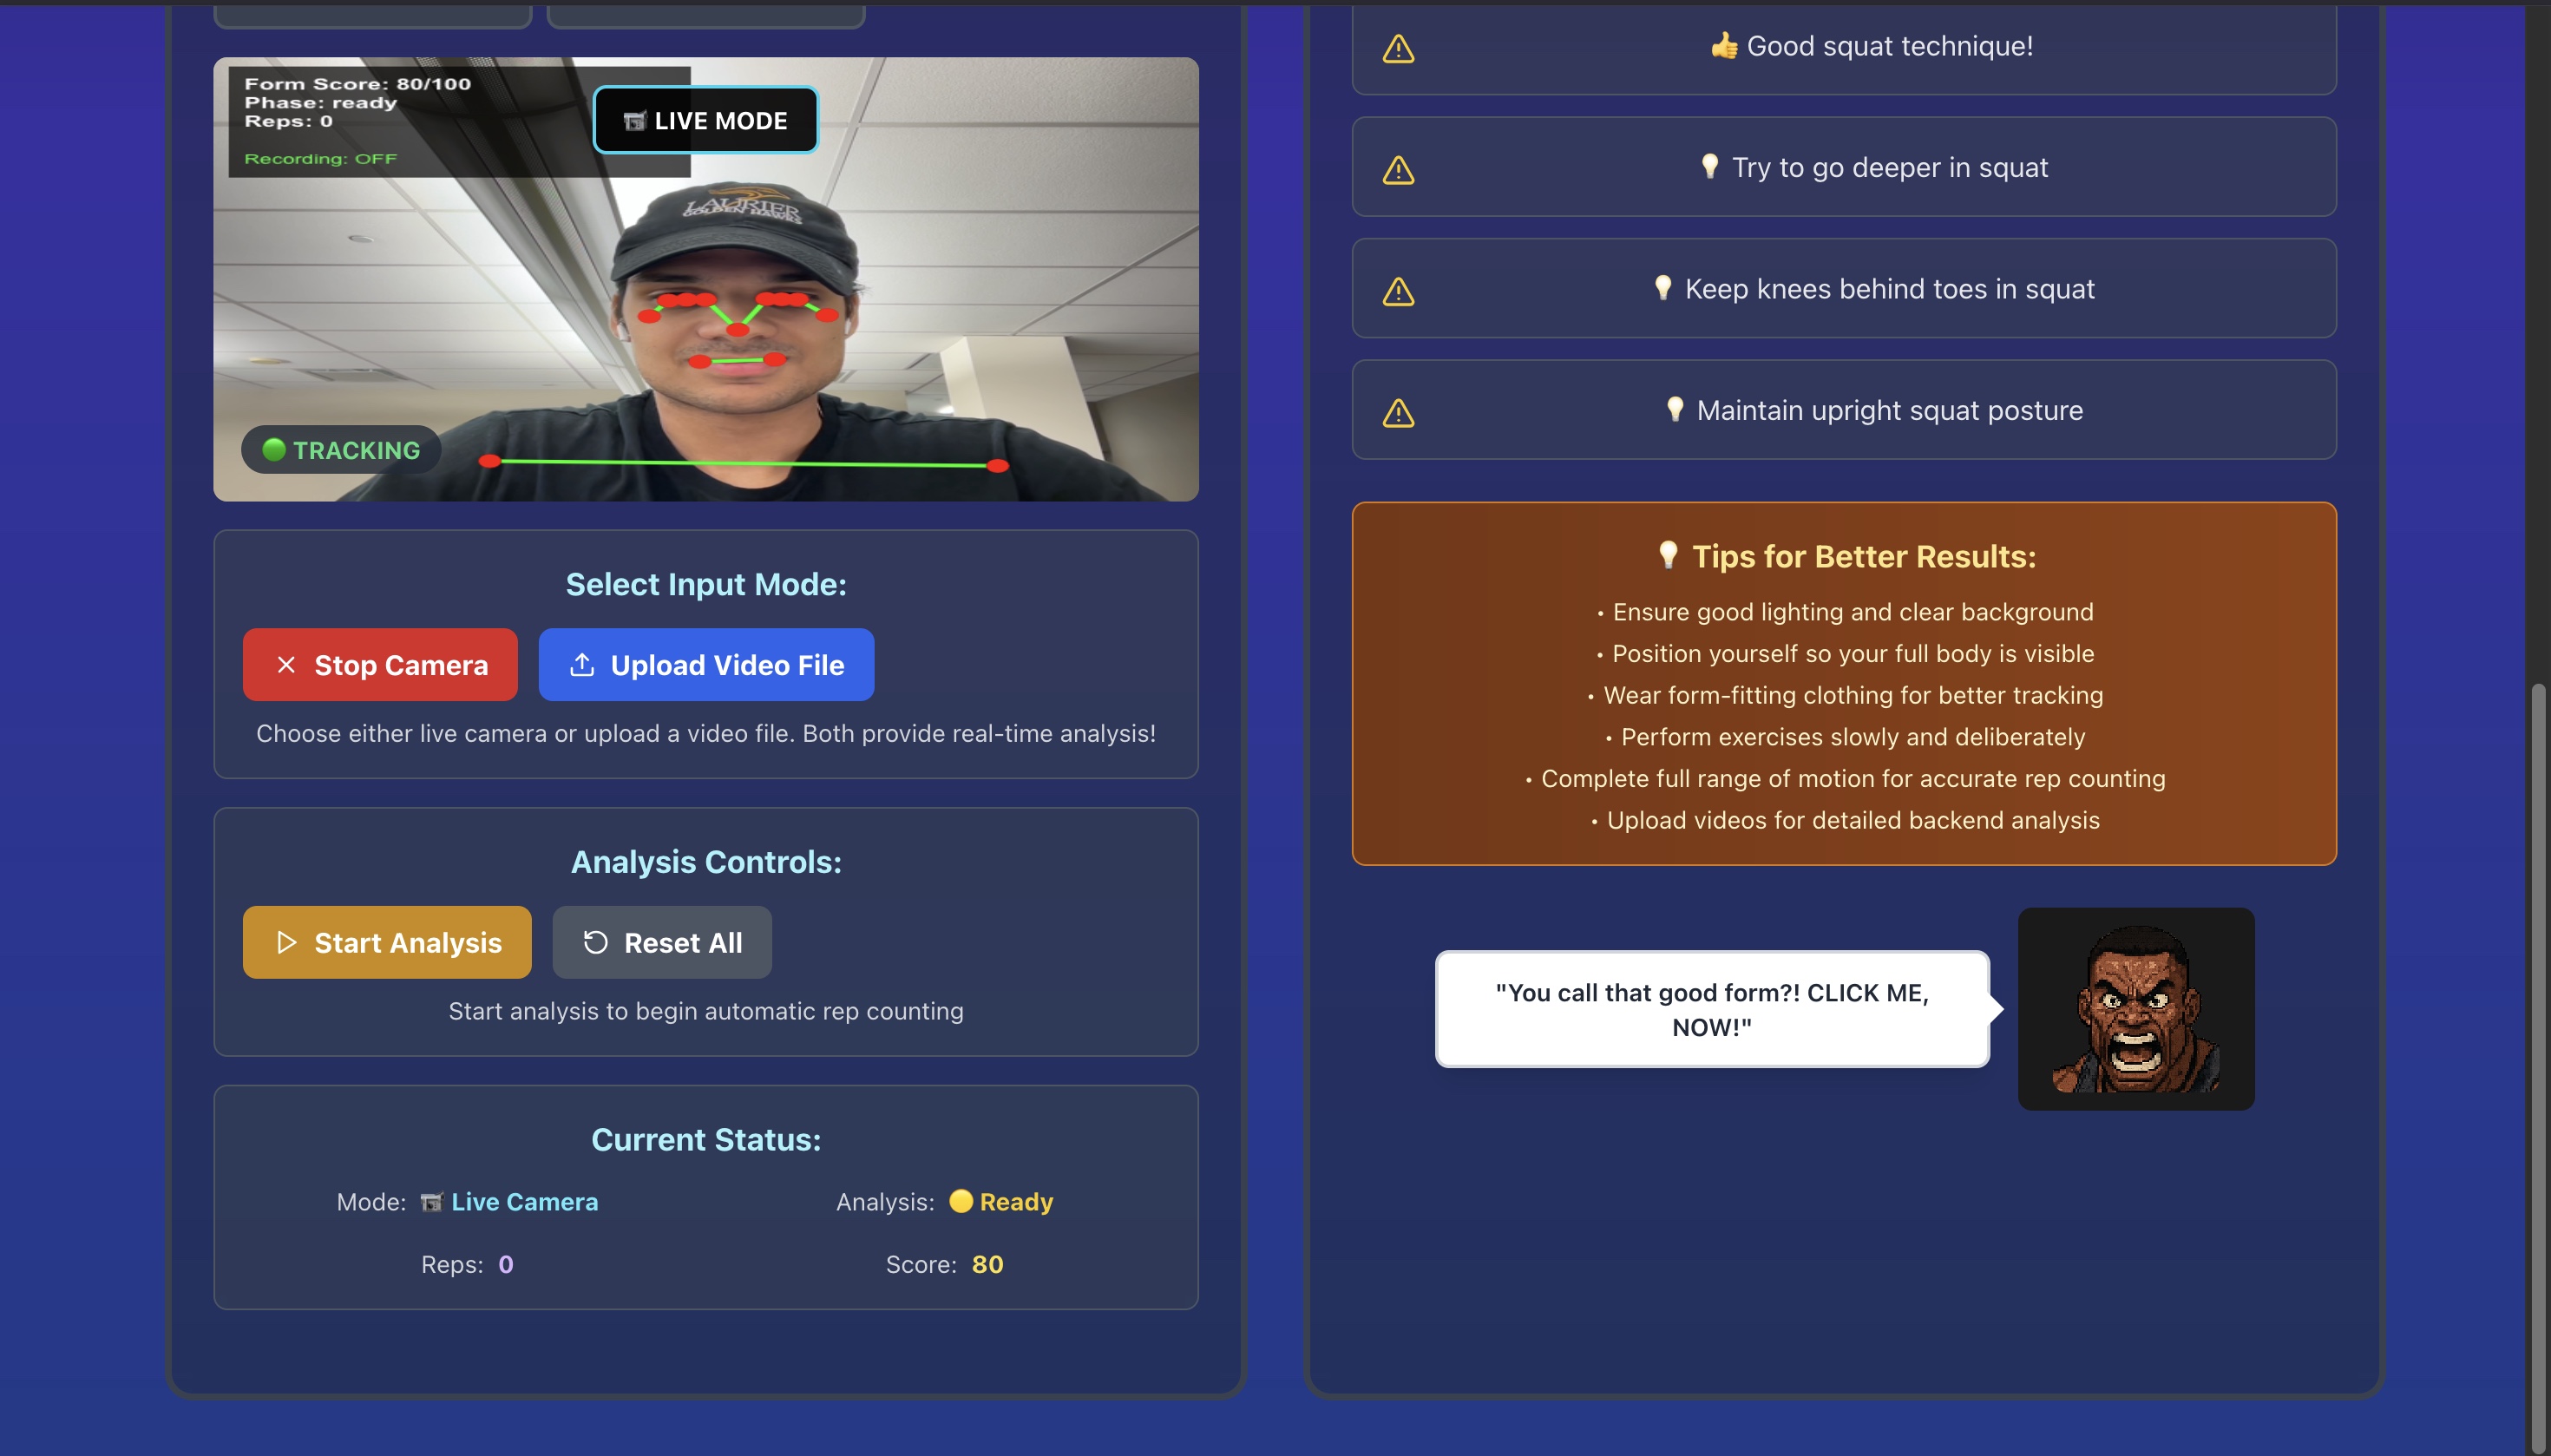 Form Score: 80/100
Phase: ready
Reps: 0
Recording: OFF
📹 LIVE MODE
LAURIER
GOLDEN HAWKS
🟢 TRACKING
Select Input Mode:
Stop Camera
Upload Video File
Choose either live camera or upload a video file. Both provide real-time analysis!
Analysis Controls:
Start Analysis
Reset All
Start analysis to begin automatic rep counting
Current Status:
Mode: 📹 Live Camera
Analysis: 🟡 Ready
Reps: 0
Score: 80
👍 Good squat technique!
💡 Try to go deeper in squat
💡 Keep knees behind toes in squat
💡 Maintain upright squat posture
💡 Tips for Better Results:
• Ensure good lighting and clear background
• Position yourself so your full body is visible
• Wear form-fitting clothing for better tracking
• Perform exercises slowly and deliberately
• Complete full range of motion for accurate rep counting
• Upload videos for detailed backend analysis
"You call that good form?! CLICK ME,
NOW!"